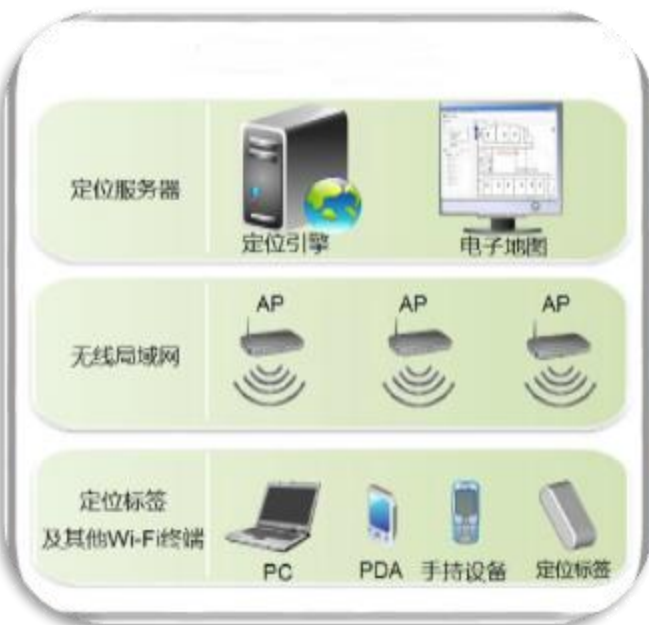 定位服务器
定位引擎
电子地图
无线局域网
AP
AP
AP
定位标签
及其他Wi-Fi终端
PC
PDA
手持设备
定位标签